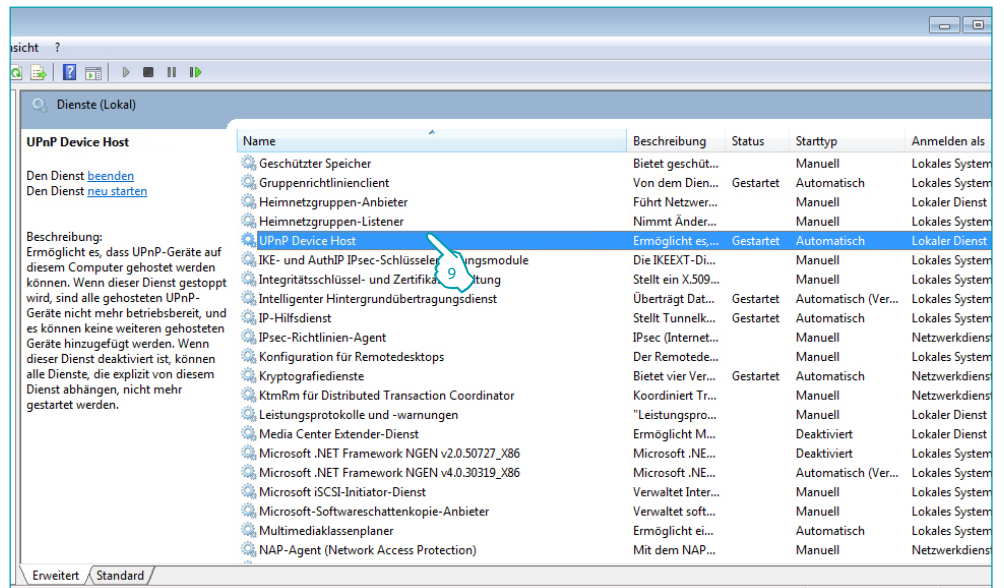 nsicht ?
Dienste (Lokal)
UPnP Device Host
Den Dienst beenden
Den Dienst neu starten
Beschreibung:
Ermöglicht es, dass UPnP-Geräte auf
diesem Computer gehostet werden
können. Wenn dieser Dienst gestoppt
wird, sind alle gehosteten UPnP-
Geräte nicht mehr betriebsbereit, und
es können keine weiteren gehosteten
Geräte hinzugefügt werden. Wenn
dieser Dienst deaktiviert ist, können
alle Dienste, die explizit von diesem
Dienst abhängen, nicht mehr
gestartet werden.
Name Beschreibung Status Starttyp Anmelden als
Geschützter Speicher Bietet geschüt... Manuell Lokales System
Gruppenrichtlinienclient Von dem Dien... Gestartet Automatisch Lokales System
Heimnetzgruppen-Anbieter Führt Netzwer... Manuell Lokaler Dienst
Heimnetzgruppen-Listener Nimmt Änder... Manuell Lokales System
UPnP Device Host Ermöglicht es,... Gestartet Automatisch Lokaler Dienst
IKE- und AuthIP IPsec-Schlüssele ungsmodule Die IKEEXT-Di... Manuell Lokales System
9
Integritätsschlüssel- und Zertifika tung Stellt ein X.509... Manuell Lokales System
Intelligenter Hintergrundübertragungsdienst Überträgt Dat... Gestartet Automatisch (Ver... Lokales System
IP-Hilfsdienst Stellt Tunnelk... Gestartet Automatisch Lokales System
IPsec-Richtlinien-Agent IPsec (Internet... Manuell Netzwerkdienst
Konfiguration für Remotedesktops Der Remotede... Manuell Lokales System
Kryptografiedienste Bietet vier Ver... Gestartet Automatisch Netzwerkdienst
KtmRm für Distributed Transaction Coordinator Koordiniert Tr... Manuell Netzwerkdienst
Leistungsprotokolle und -warnungen "Leistungspro... Manuell Lokaler Dienst
Media Center Extender-Dienst Ermöglicht M... Deaktiviert Lokaler Dienst
Microsoft .NET Framework NGEN v2.0.50727_X86 Microsoft .NE... Deaktiviert Lokales System
Microsoft .NET Framework NGEN v4.0.30319_X86 Microsoft .NE... Automatisch (Ver... Lokales System
Microsoft iSCSI-Initiator-Dienst Verwaltet Inter... Manuell Lokales System
Microsoft-Softwareschattenkopie-Anbieter Verwaltet soft... Manuell Lokales System
Multimediaklassenplaner Ermöglicht ei... Automatisch Lokales System
NAP-Agent (Network Access Protection) Mit dem NAP... Manuell Netzwerkdienst
Erweitert Standard